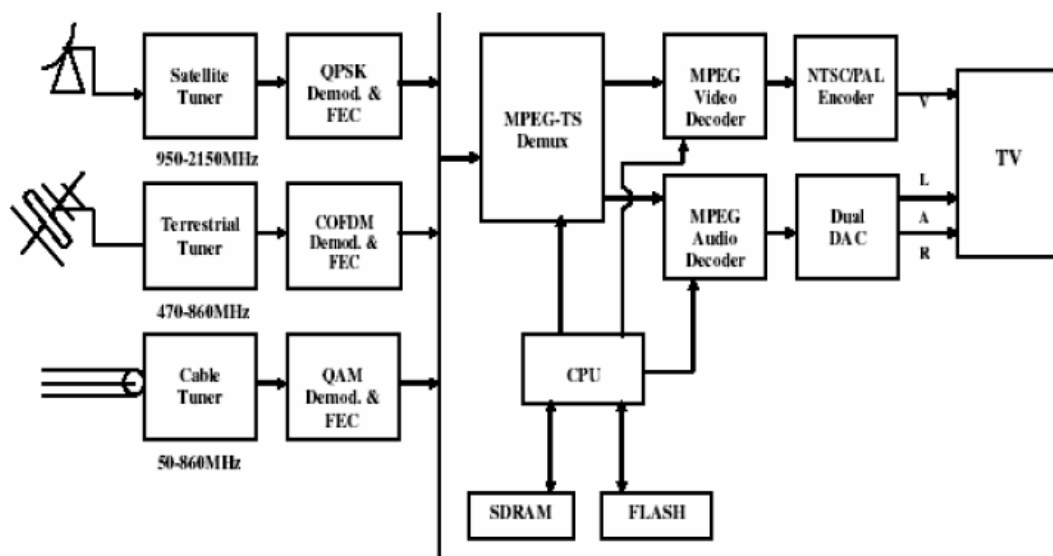 Satellite
Tuner
950-2150MHz
QPSK
Demod. &
FEC
Terrestrial
Tuner
470-860MHz
COFDM
Demod. &
FEC
Cable
Tuner
50-860MHz
QAM
Demod. &
FEC
MPEG-TS
Demux
MPEG
Video
Decoder
NTSC/PAL
Encoder
V
MPEG
Audio
Decoder
Dual
DAC
L
A
R
TV
CPU
SDRAM
FLASH